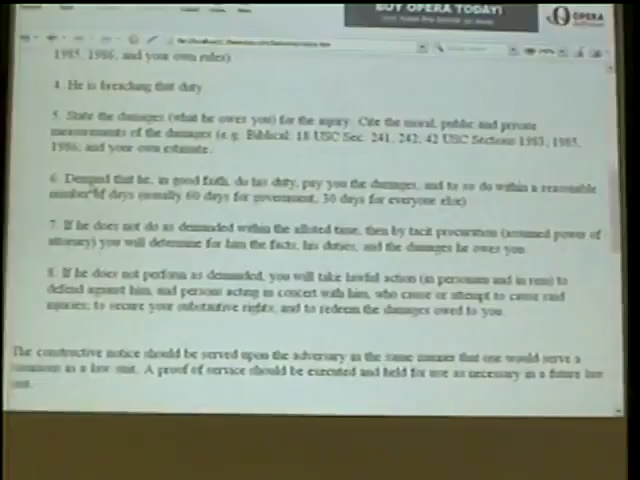 BUY OPERA TODAY!
OPERA
1985, 1986, and your own rules)
4. He is breaching that duty.
5. State the damages (what he owes you) for the injury. Cite the moral, public and private
measurements of the damages (e.g. Biblical: 18 USC Sec. 241, 242; 42 USC Sections 1983, 1985,
1986, and your own estimate.
6. Demand that he, in good faith, do his duty, pay you the damages, and to so do within a reasonable
number of days (usually 60 days for government, 30 days for everyone else)
7. If he does not do as demanded within the allotted time, then by tacit procuration (assumed power of
attorney) you will determine for him the facts, his duties, and the damages he owes you.
8. If he does not perform as demanded, you will take lawful action (in personam and in rem) to
defend against him, and persons acting in concert with him, who cause or attempt to cause said
injuries; to secure your substantive rights; and to redeem the damages owed to you.
The constructive notice should be served upon the adversary in the same manner that one would serve a
summons in a law suit. A proof of service should be executed and held for use as necessary in a future law
suit.